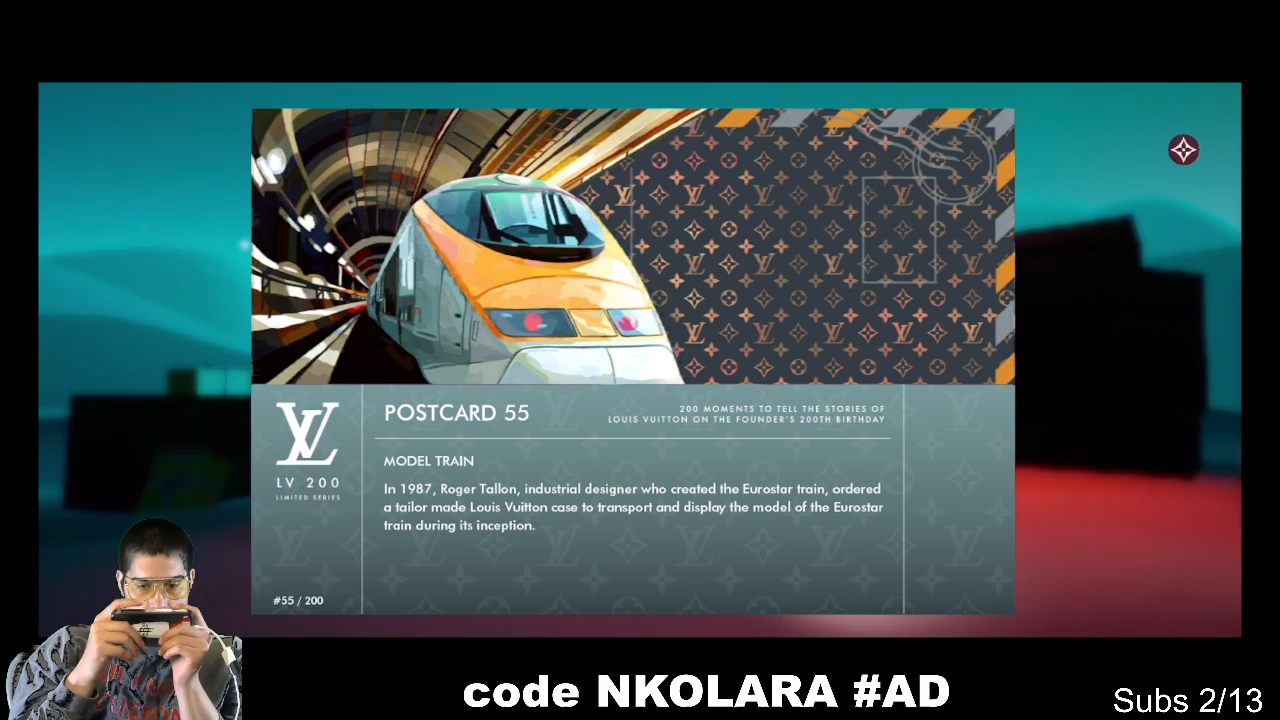 POSTCARD 55
200 MOMENTS TO TELL THE STORIES OF
LOUIS VUITTON ON THE FOUNDER'S 200TH BIRTHDAY
LV
LV 200
LIMITED SERIES
MODEL TRAIN
In 1987, Roger Tallon, industrial designer who created the Eurostar train, ordered
a tailor made Louis Vuitton case to transport and display the model of the Eurostar
train during its inception.
#55 / 200
code NKOLARA #AD
Subs 2/13